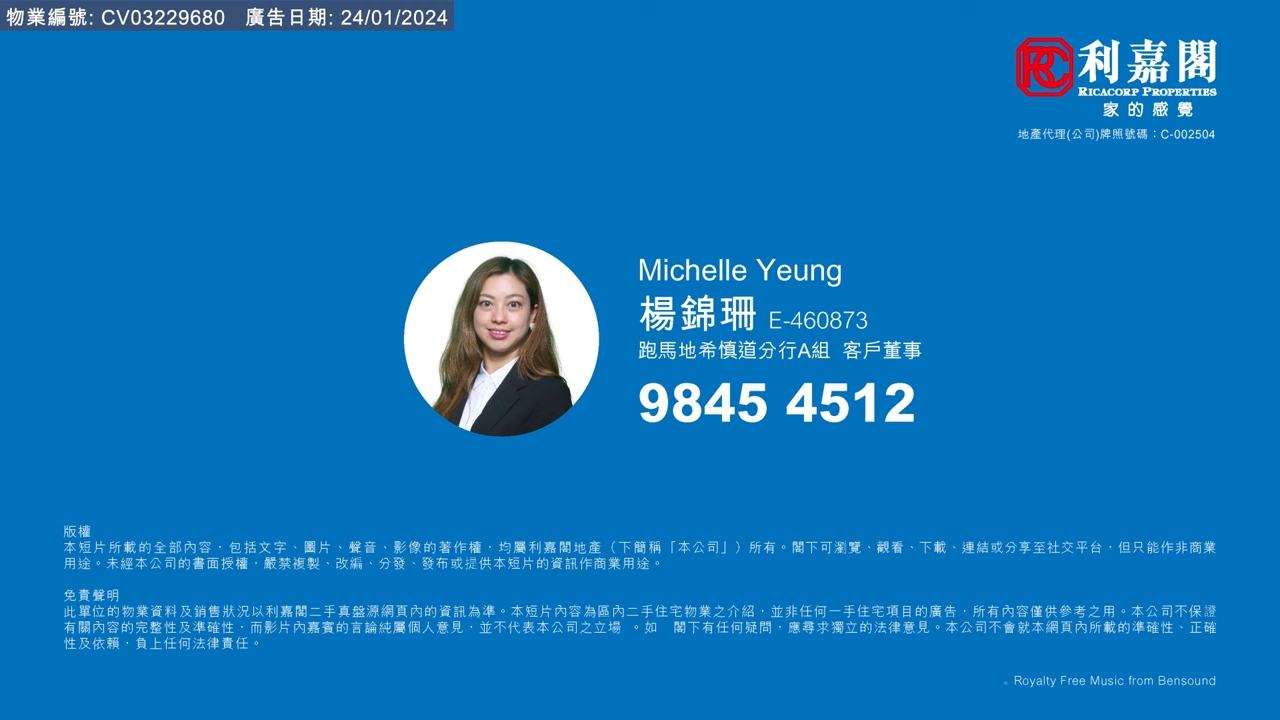 物業編號: CV03229680 廣告日期: 24/01/2024
RC 利嘉閣
RICACORP PROPERTIES
家的感覺
地產代理(公司)牌照號碼：C-002504
Michelle Yeung
楊錦珊 E-460873
跑馬地希慎道分行A組 客戶董事
9845 4512
版權
本短片所載的全部內容，包括文字、圖片、聲音、影像的著作權，均屬利嘉閣地產（下簡稱「本公司」）所有。閣下可瀏覽、觀看、下載、連結或分享至社交平台，但只能作非商業
用途。未經本公司的書面授權，嚴禁複製、改編、分發、發布或提供本短片的資訊作商業用途。
免責聲明
此單位的物業資料及銷售狀況以利嘉閣二手真盤源網頁內的資訊為準。本短片內容為區內二手住宅物業之介紹，並非任何一手住宅項目的廣告，所有內容僅供參考之用。本公司不保證
有關內容的完整性及準確性，而影片內嘉賓的言論純屬個人意見，並不代表本公司之立場 。如 閣下有任何疑問，應尋求獨立的法律意見。本公司不會就本網頁內所載的準確性、正確
性及依賴，負上任何法律責任。
。Royalty Free Music from Bensound